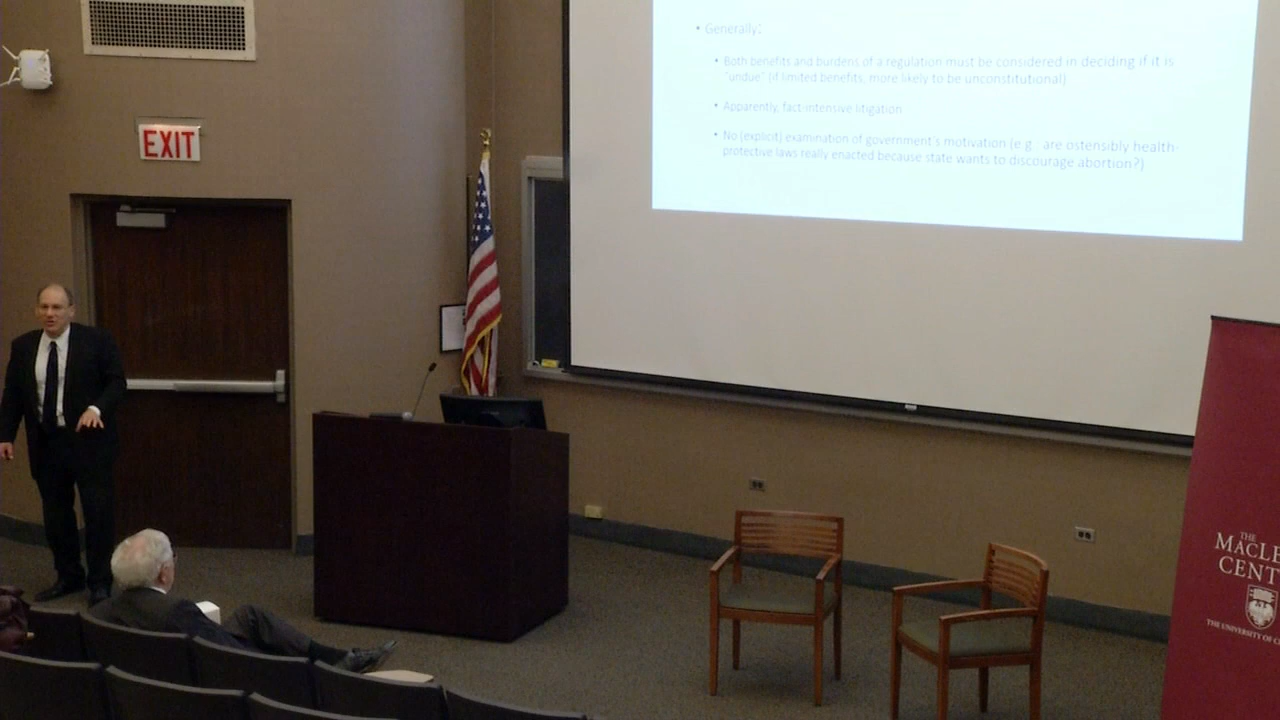 • Generally:
• Both benefits and burdens of a regulation must be considered in deciding if it is
"undue" (if limited benefits, more likely to be unconstitutional)
• Apparently, fact-intensive litigation
• No (explicit) examination of government's motivation (e.g. are ostensibly health-
protective laws really enacted because state wants to discourage abortion?)
EXIT
THE
MACLE
CENT
THE UNIVERSITY OF C